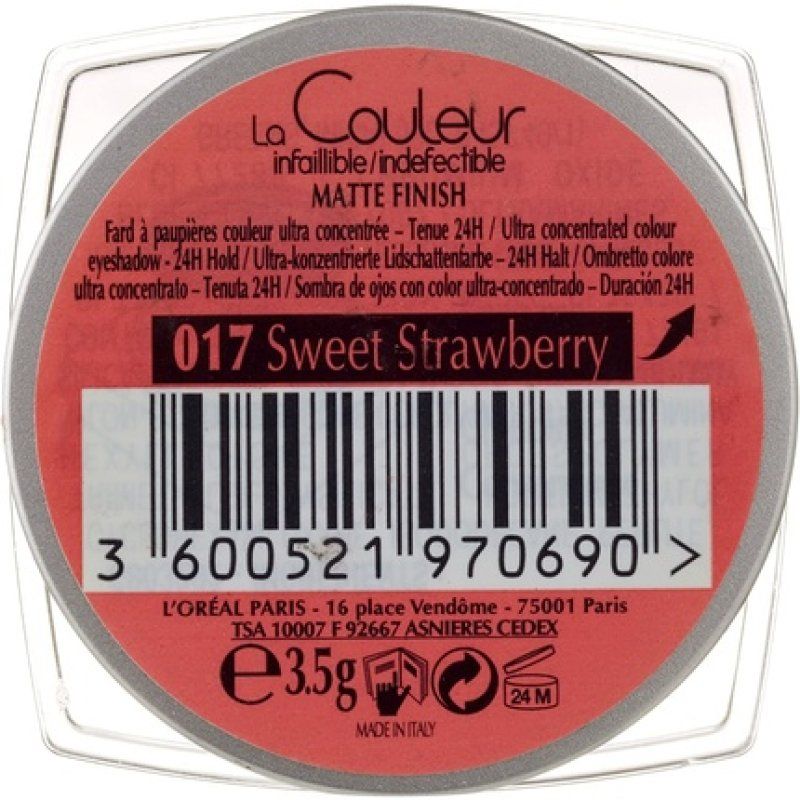 La Couleur
infaillible/indefectible
MATTE FINISH
Fard à paupières couleur ultra concentrée – Tenue 24H / Ultra concentrated colour
eyeshadow - 24H Hold / Ultra-konzentrierte Lidschattenfarbe – 24H Halt / Ombretto colore
ultra concentrato – Tenuta 24H / Sombra de ojos con color ultra-concentrado – Duración 24H
017 Sweet Strawberry
3 600521 970690 >
L'ORÉAL PARIS - 16 place Vendôme - 75001 Paris
TSA 10007 F 92667 ASNIERES CEDEX
e 3.5g 24 M
MADE IN ITALY